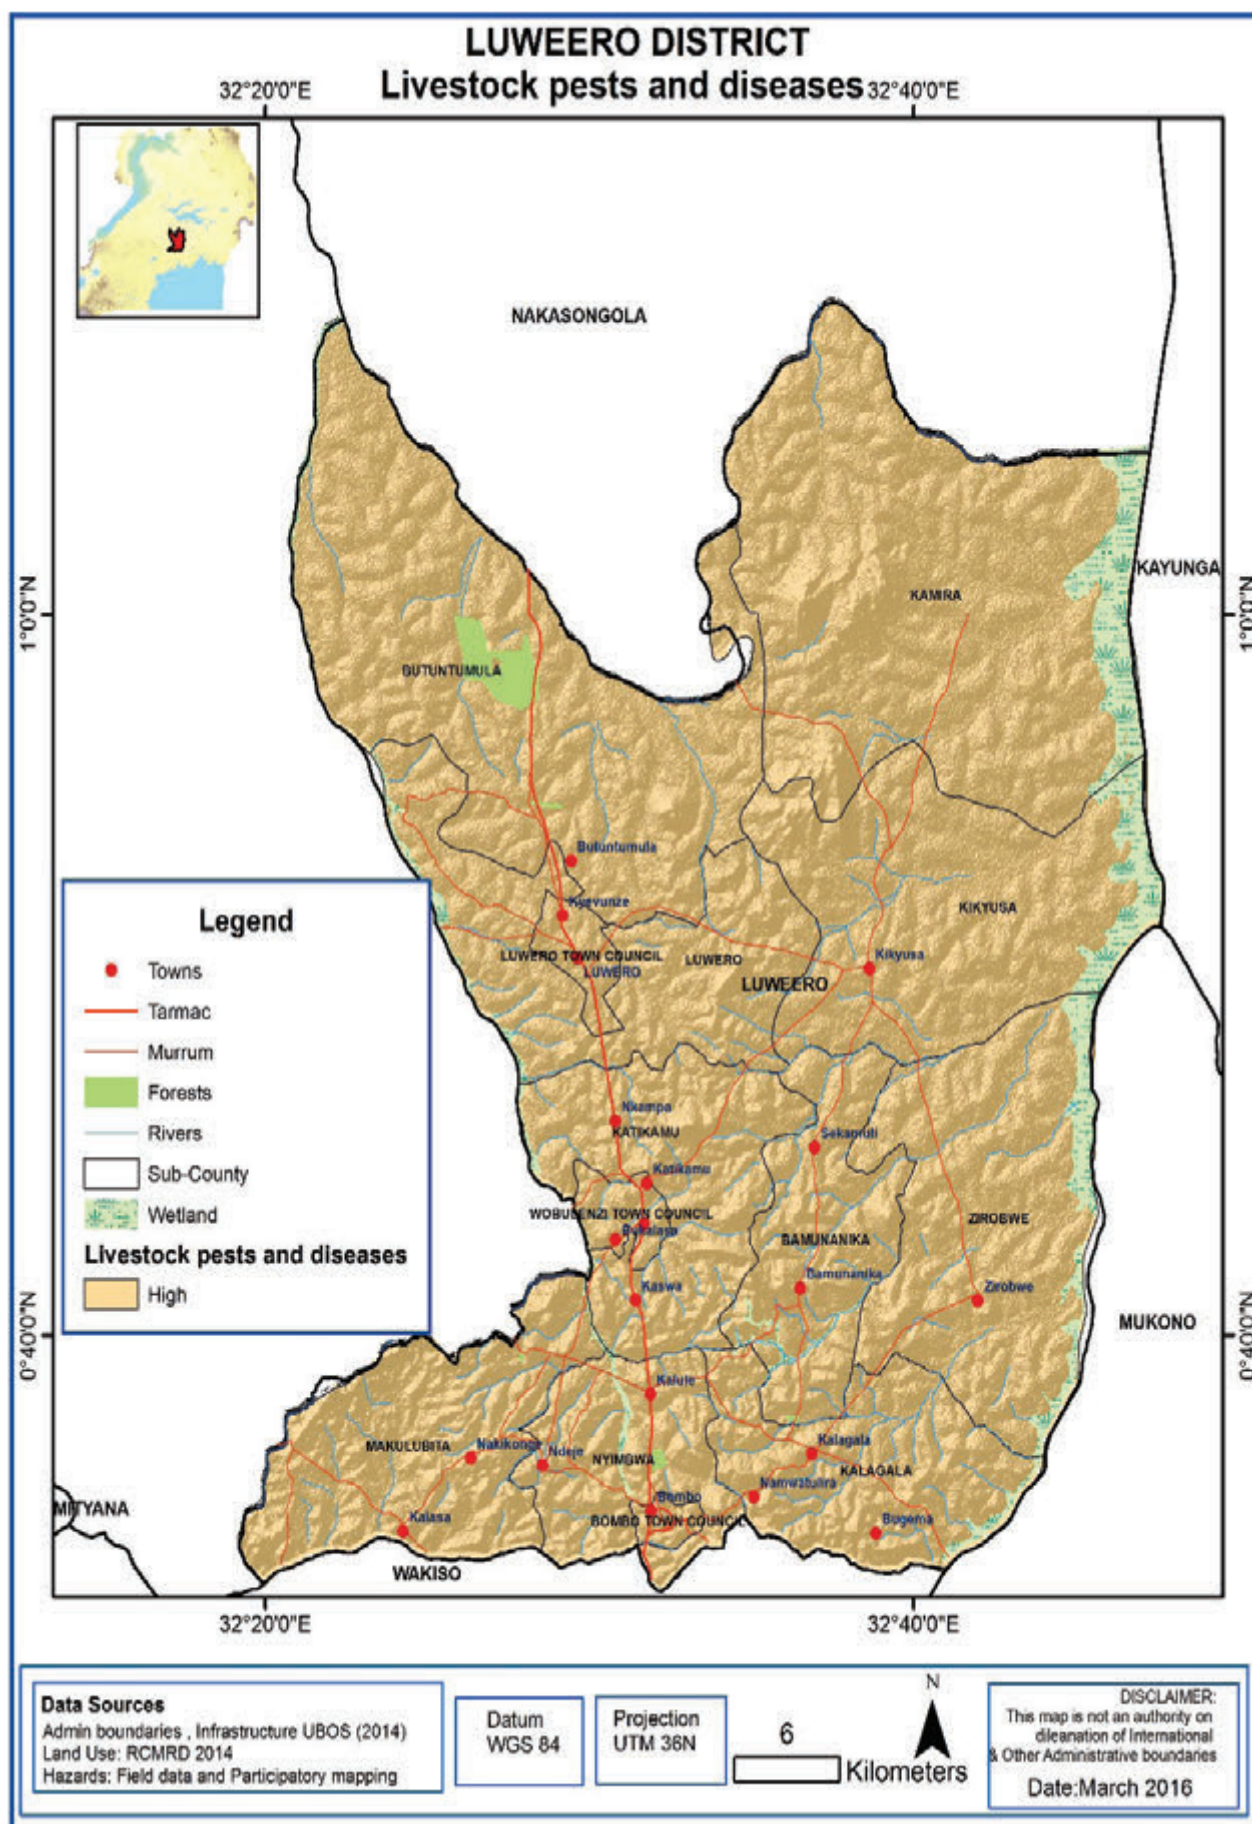 LUWEERO DISTRICT
Livestock pests and diseases
32°20'0"E
32°40'0"E
NAKASONGOLA
KAYUNGA
1°0'0"N
1°0'0"N
KAMIRA
BUTUNTUMULA
Butuntumula
Kyevunze
KIKYUSA
LUWERO TOWN COUNCIL
LUWERO
LUWERO
Kikyusa
LUWEERO
Nkampa
KATIKAMU
Sekamuli
Katikamu
WOBULENZI TOWN COUNCIL
Bukalasa
ZIROBWE
BAMUNANIKA
Bamunanika
Kaswa
Zirobwe
MUKONO
0°40'0"N
0°40'0"N
Kalule
MAKULUBITA
Nakikonge
Ndeje
NYIMBWA
Kalagala
KALAGALA
Namwatulira
Bombo
BOMBO TOWN COUNCIL
Bugema
Kalasa
MITYANA
WAKISO
32°20'0"E
32°40'0"E
Legend
Towns
Tarmac
Murrum
Forests
Rivers
Sub-County
Wetland
Livestock pests and diseases
High
Data Sources
Admin boundaries , Infrastructure UBOS (2014)
Land Use: RCMRD 2014
Hazards: Field data and Participatory mapping
Datum
WGS 84
Projection
UTM 36N
6
Kilometers
N
DISCLAIMER:
This map is not an authority on
dileanation of International
& Other Administrative boundaries
Date:March 2016